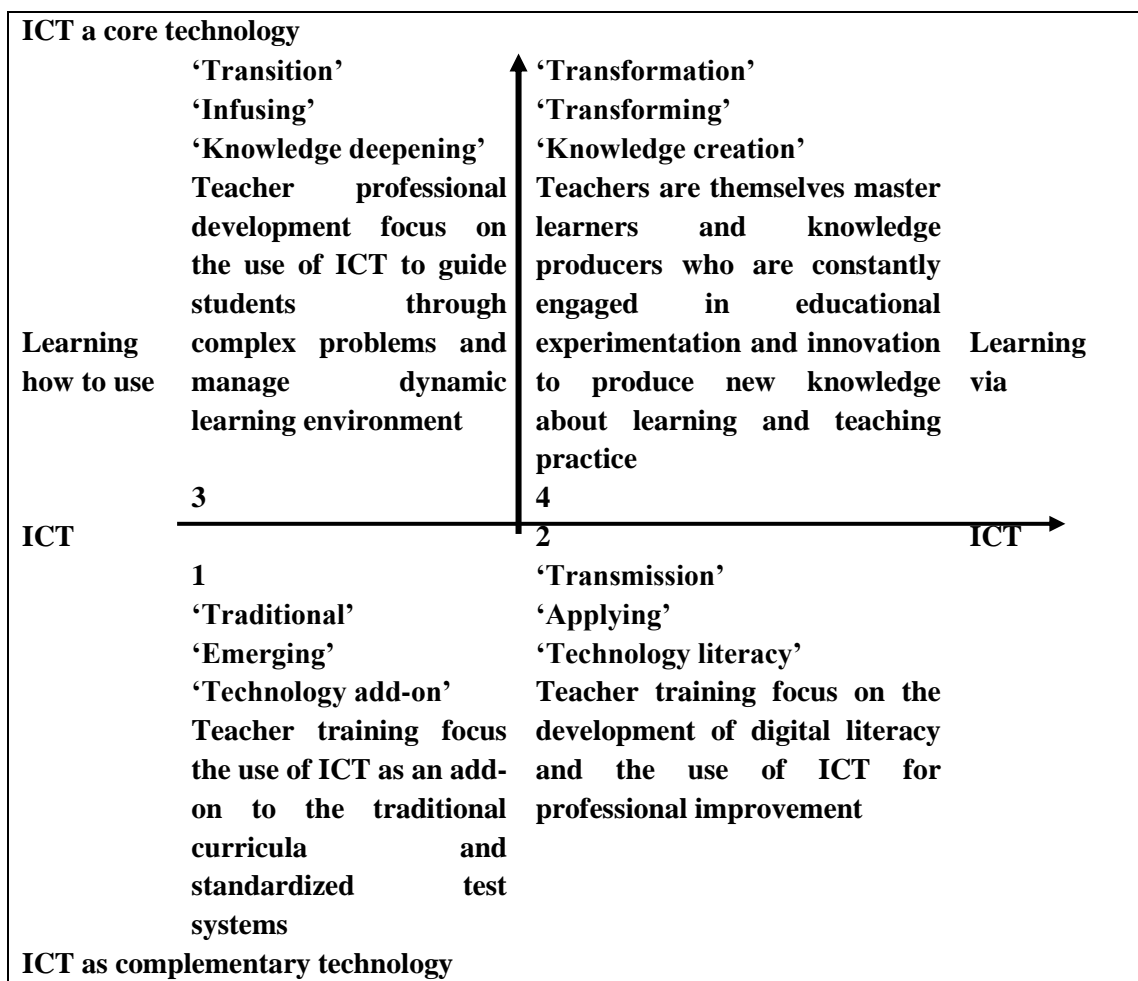 ICT a core technology
‘Transition’
‘Infusing’
‘Knowledge deepening’
Teacher professional
development focus on
the use of ICT to guide
students through
complex problems and
manage dynamic
learning environment
3
‘Transformation’
‘Transforming’
‘Knowledge creation’
Teachers are themselves master
learners and knowledge
producers who are constantly
engaged in educational
experimentation and innovation
to produce new knowledge
about learning and teaching
practice
4
Learning
how to use
ICT
Learning
via
ICT
1
‘Traditional’
‘Emerging’
‘Technology add-on’
Teacher training focus
the use of ICT as an add-
on to the traditional
curricula and
standardized test
systems
2
‘Transmission’
‘Applying’
‘Technology literacy’
Teacher training focus on the
development of digital literacy
and the use of ICT for
professional improvement
ICT as complementary technology